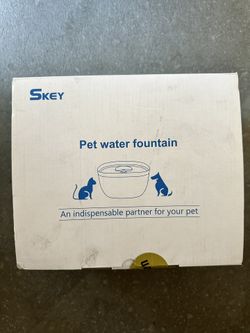 SKEY
Pet water fountain
An indispensable partner for your pet